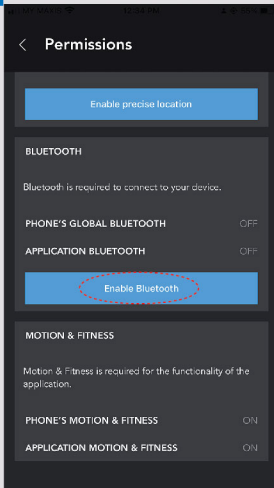 Permissions
Enable precise location
BLUETOOTH
Bluetooth is required to connect to your device.
PHONE'S GLOBAL BLUETOOTH OFF
APPLICATION BLUETOOTH OFF
Enable Bluetooth
MOTION & FITNESS
Motion & Fitness is required for the functionality of the
application.
PHONE'S MOTION & FITNESS ON
APPLICATION MOTION & FITNESS ON